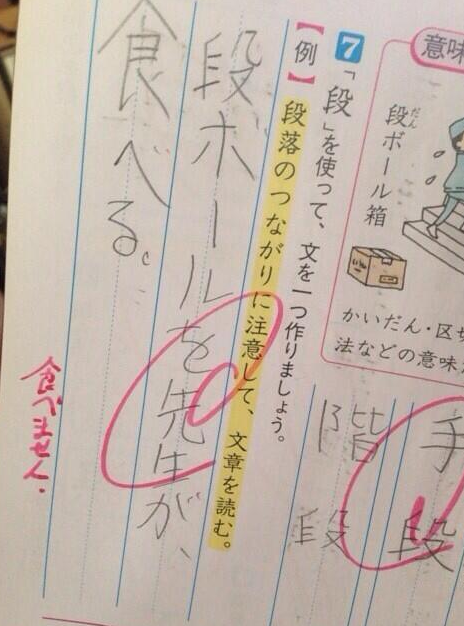 意味
段ボール箱
だん
かいだん・区切
法などの意味
手段
階段
7 「段」を使って、文を一つ作りましょう。
【例】 段落のつながりに注意して、文章を読む。
段ボールを先生が、
食べる。
食べません。